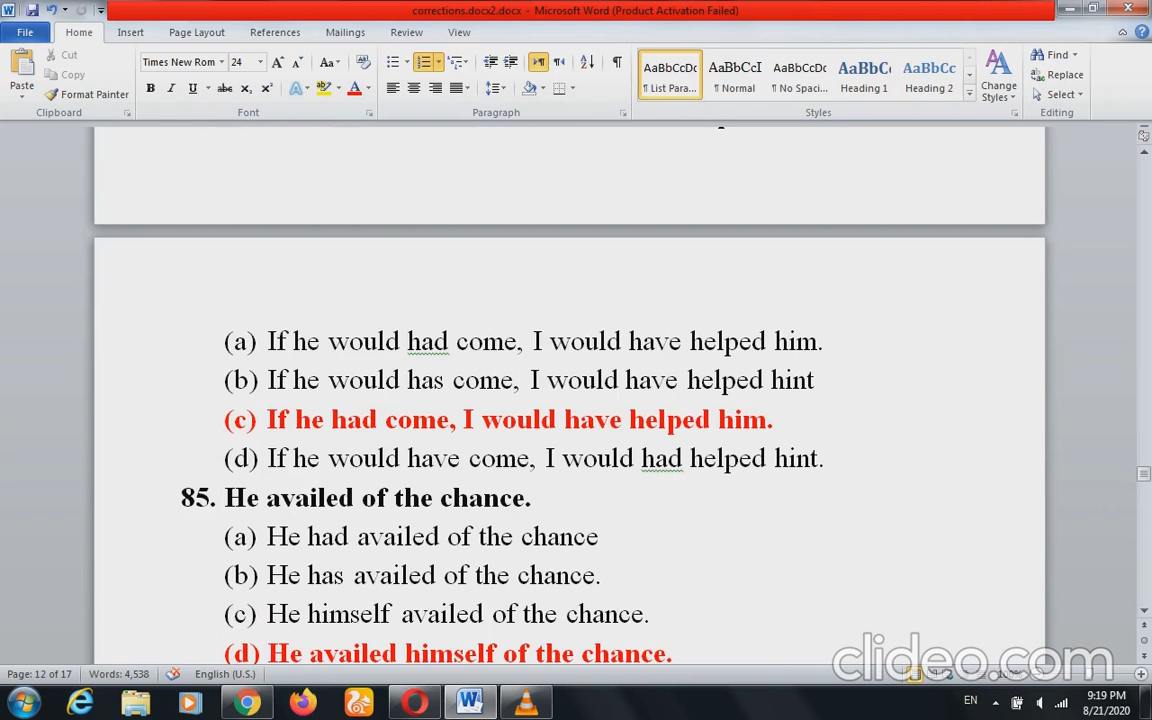 corrections.docx2.docx - Microsoft Word (Product Activation Failed)
File Home Insert Page Layout References Mailings Review View
Paste Cut Copy Format Painter
Times New Rom 24 Aa
B I U abc x₂ x² A A
AaBbCcDc AaBbCcI AaBbCcDc AaBbC AaBbCc
¶ List Para... ¶ Normal ¶ No Spaci... Heading 1 Heading 2
Change Styles
Find Replace Select
Clipboard Font Paragraph Styles Editing
(a) If he would had come, I would have helped him.
(b) If he would has come, I would have helped hint
(c) If he had come, I would have helped him.
(d) If he would have come, I would had helped hint.
85. He availed of the chance.
(a) He had availed of the chance
(b) He has availed of the chance.
(c) He himself availed of the chance.
(d) He availed himself of the chance.
clideo.com
Page: 12 of 17 Words: 4,538 English (U.S.)
EN 9:19 PM
8/21/2020